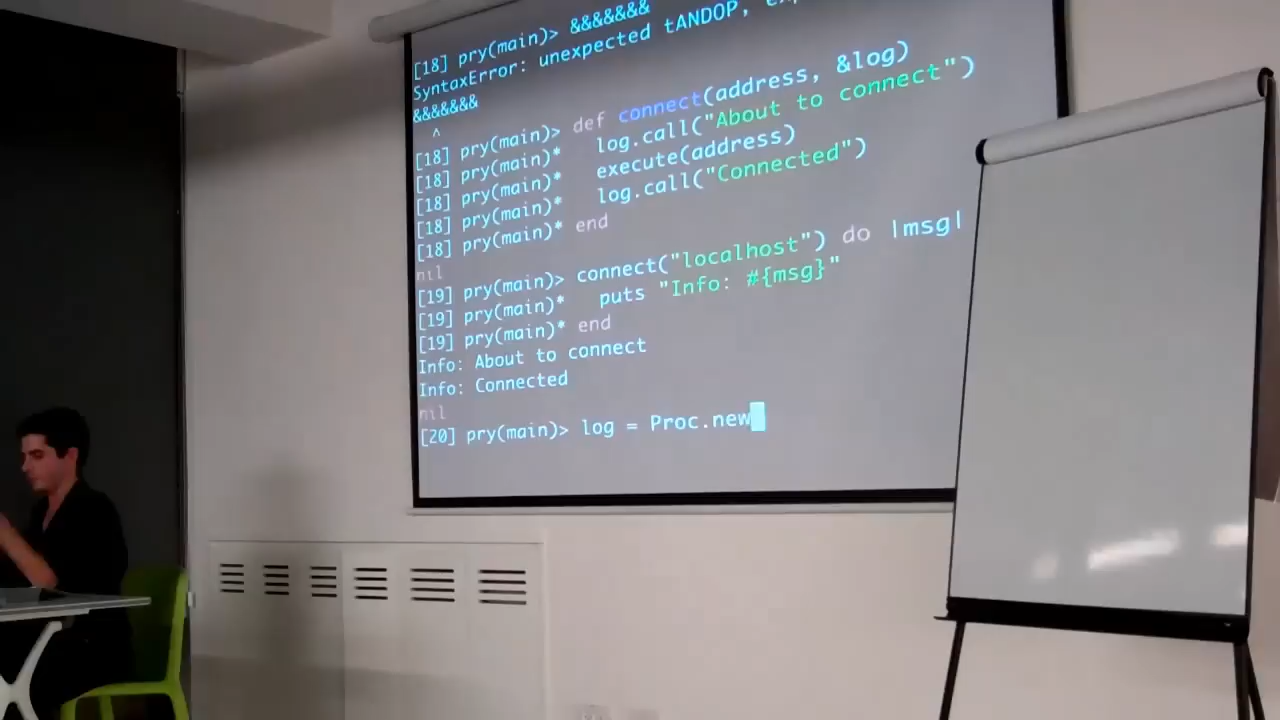 [18] pry(main)> &&&&&&&
SyntaxError: unexpected tANDOP,
&&&&&&&
^
[18] pry(main)> def connect(address, &log)
[18] pry(main)*   log.call("About to connect")
[18] pry(main)*   execute(address)
[18] pry(main)*   log.call("Connected")
[18] pry(main)* end
nil
[19] pry(main)> connect("localhost") do |msg|
[19] pry(main)*   puts "Info: #{msg}"
[19] pry(main)* end
Info: About to connect
Info: Connected
nil
[20] pry(main)> log = Proc.new